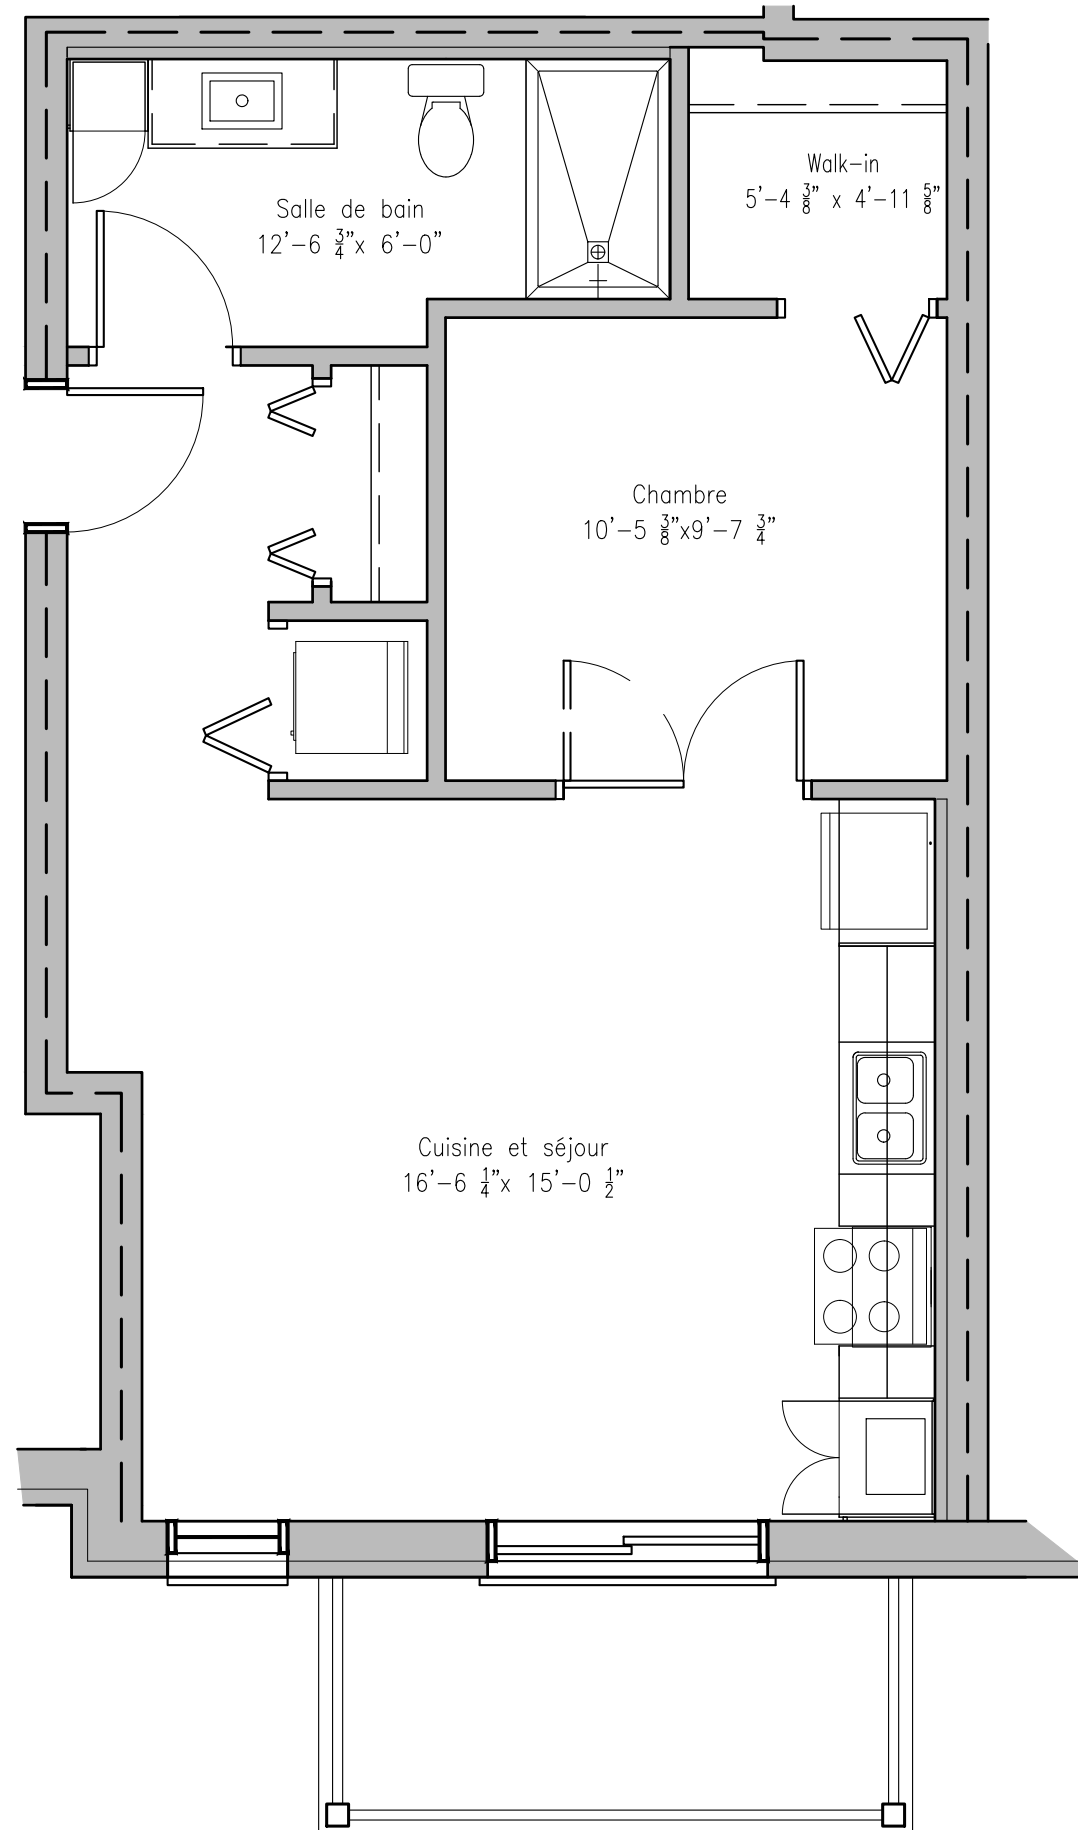 Walk-in
5'-4 3/8" x 4'-11 5/8"
Salle de bain
12'-6 3/4"x 6'-0"
Chambre
10'-5 3/8"x9'-7 3/4"
Cuisine et séjour
16'-6 1/4"x 15'-0 1/2"